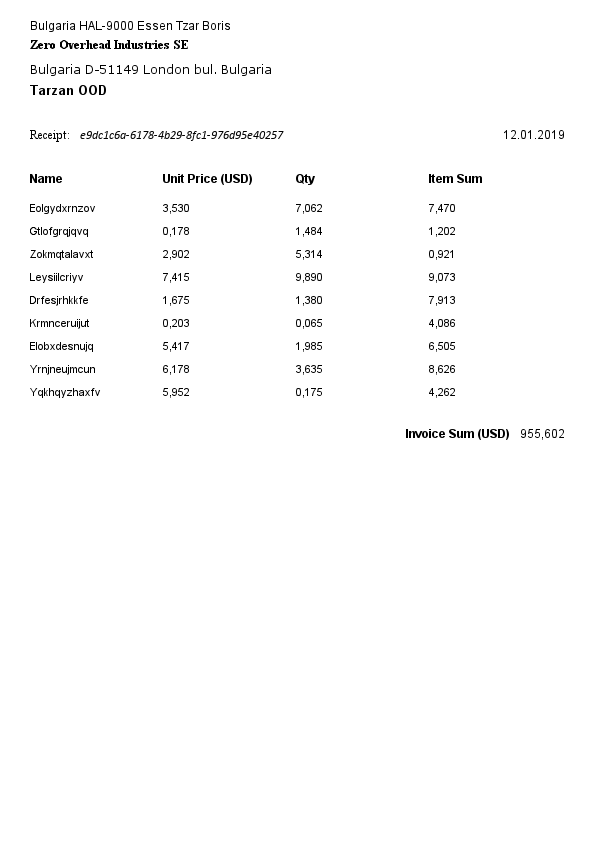 Bulgaria HAL-9000 Essen Tzar Boris
Zero Overhead Industries SE
Bulgaria D-51149 London bul. Bulgaria
Tarzan OOD
Receipt: e9dc1c6a-6178-4b29-8fc1-976d95e40257 12.01.2019
Name Unit Price (USD) Qty Item Sum
Eolgydxrnzov 3,530 7,062 7,470
Gtlofgrqjqvq 0,178 1,484 1,202
Zokmqtalavxt 2,902 5,314 0,921
Leysiilcriyv 7,415 9,890 9,073
Drfesjrhkkfe 1,675 1,380 7,913
Krmnceruijut 0,203 0,065 4,086
Elobxdesnujq 5,417 1,985 6,505
Yrnjneujmcun 6,178 3,635 8,626
Yqkhqyzhaxfv 5,952 0,175 4,262
Invoice Sum (USD) 955,602